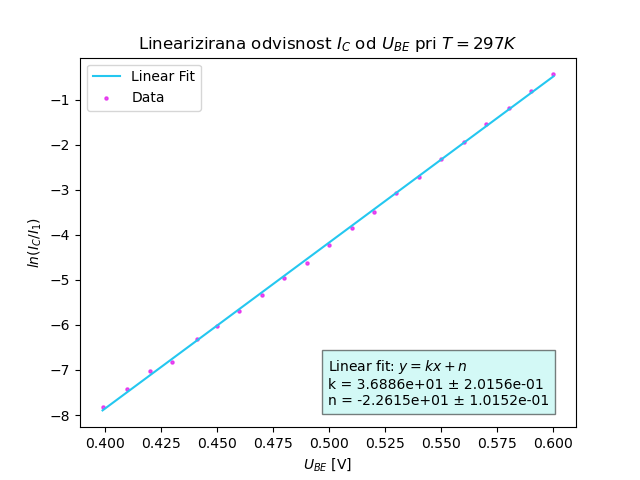 Linearizirana odvisnost I_C od U_BE pri T = 297K
Linear Fit
Data
ln(I_C/I_1)
−1
−2
−3
−4
−5
−6
−7
−8
Linear fit: y = kx + n
k = 3.6886e+01 ± 2.0156e-01
n = -2.2615e+01 ± 1.0152e-01
0.400 0.425 0.450 0.475 0.500 0.525 0.550 0.575 0.600
U_BE [V]